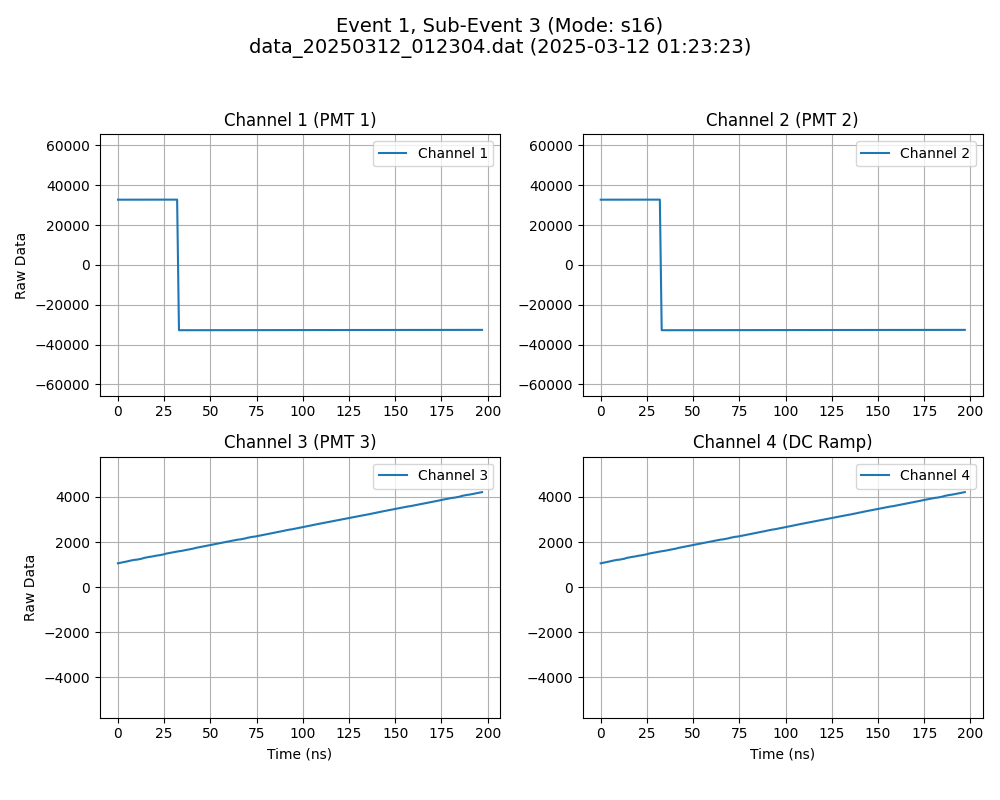 Event 1, Sub-Event 3 (Mode: s16)
data_20250312_012304.dat (2025-03-12 01:23:23)
Channel 1 (PMT 1)
Channel 1
60000
40000
20000
0
−20000
−40000
−60000
Raw Data
0 25 50 75 100 125 150 175 200
Channel 2 (PMT 2)
Channel 2
60000
40000
20000
0
−20000
−40000
−60000
0 25 50 75 100 125 150 175 200
Channel 3 (PMT 3)
Channel 3
4000
2000
0
−2000
−4000
Raw Data
0 25 50 75 100 125 150 175 200
Time (ns)
Channel 4 (DC Ramp)
Channel 4
4000
2000
0
−2000
−4000
0 25 50 75 100 125 150 175 200
Time (ns)